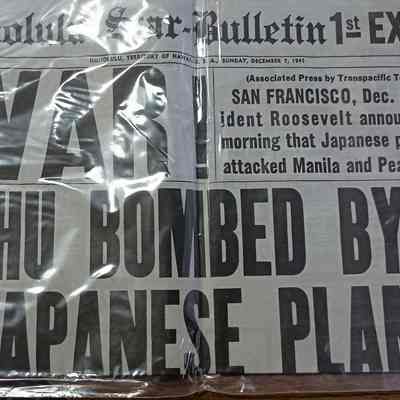 olulu Star-Bulletin 1st EX
HONOLULU, TERRITORY OF HAWAII, U.S.A., SUNDAY, DECEMBER 7, 1941
WAR
(Associated Press by Transpacific T
SAN FRANCISCO, Dec.
ident Roosevelt annou
morning that Japanese p
attacked Manila and Pea
HU BOMBED BY
APANESE PLAN